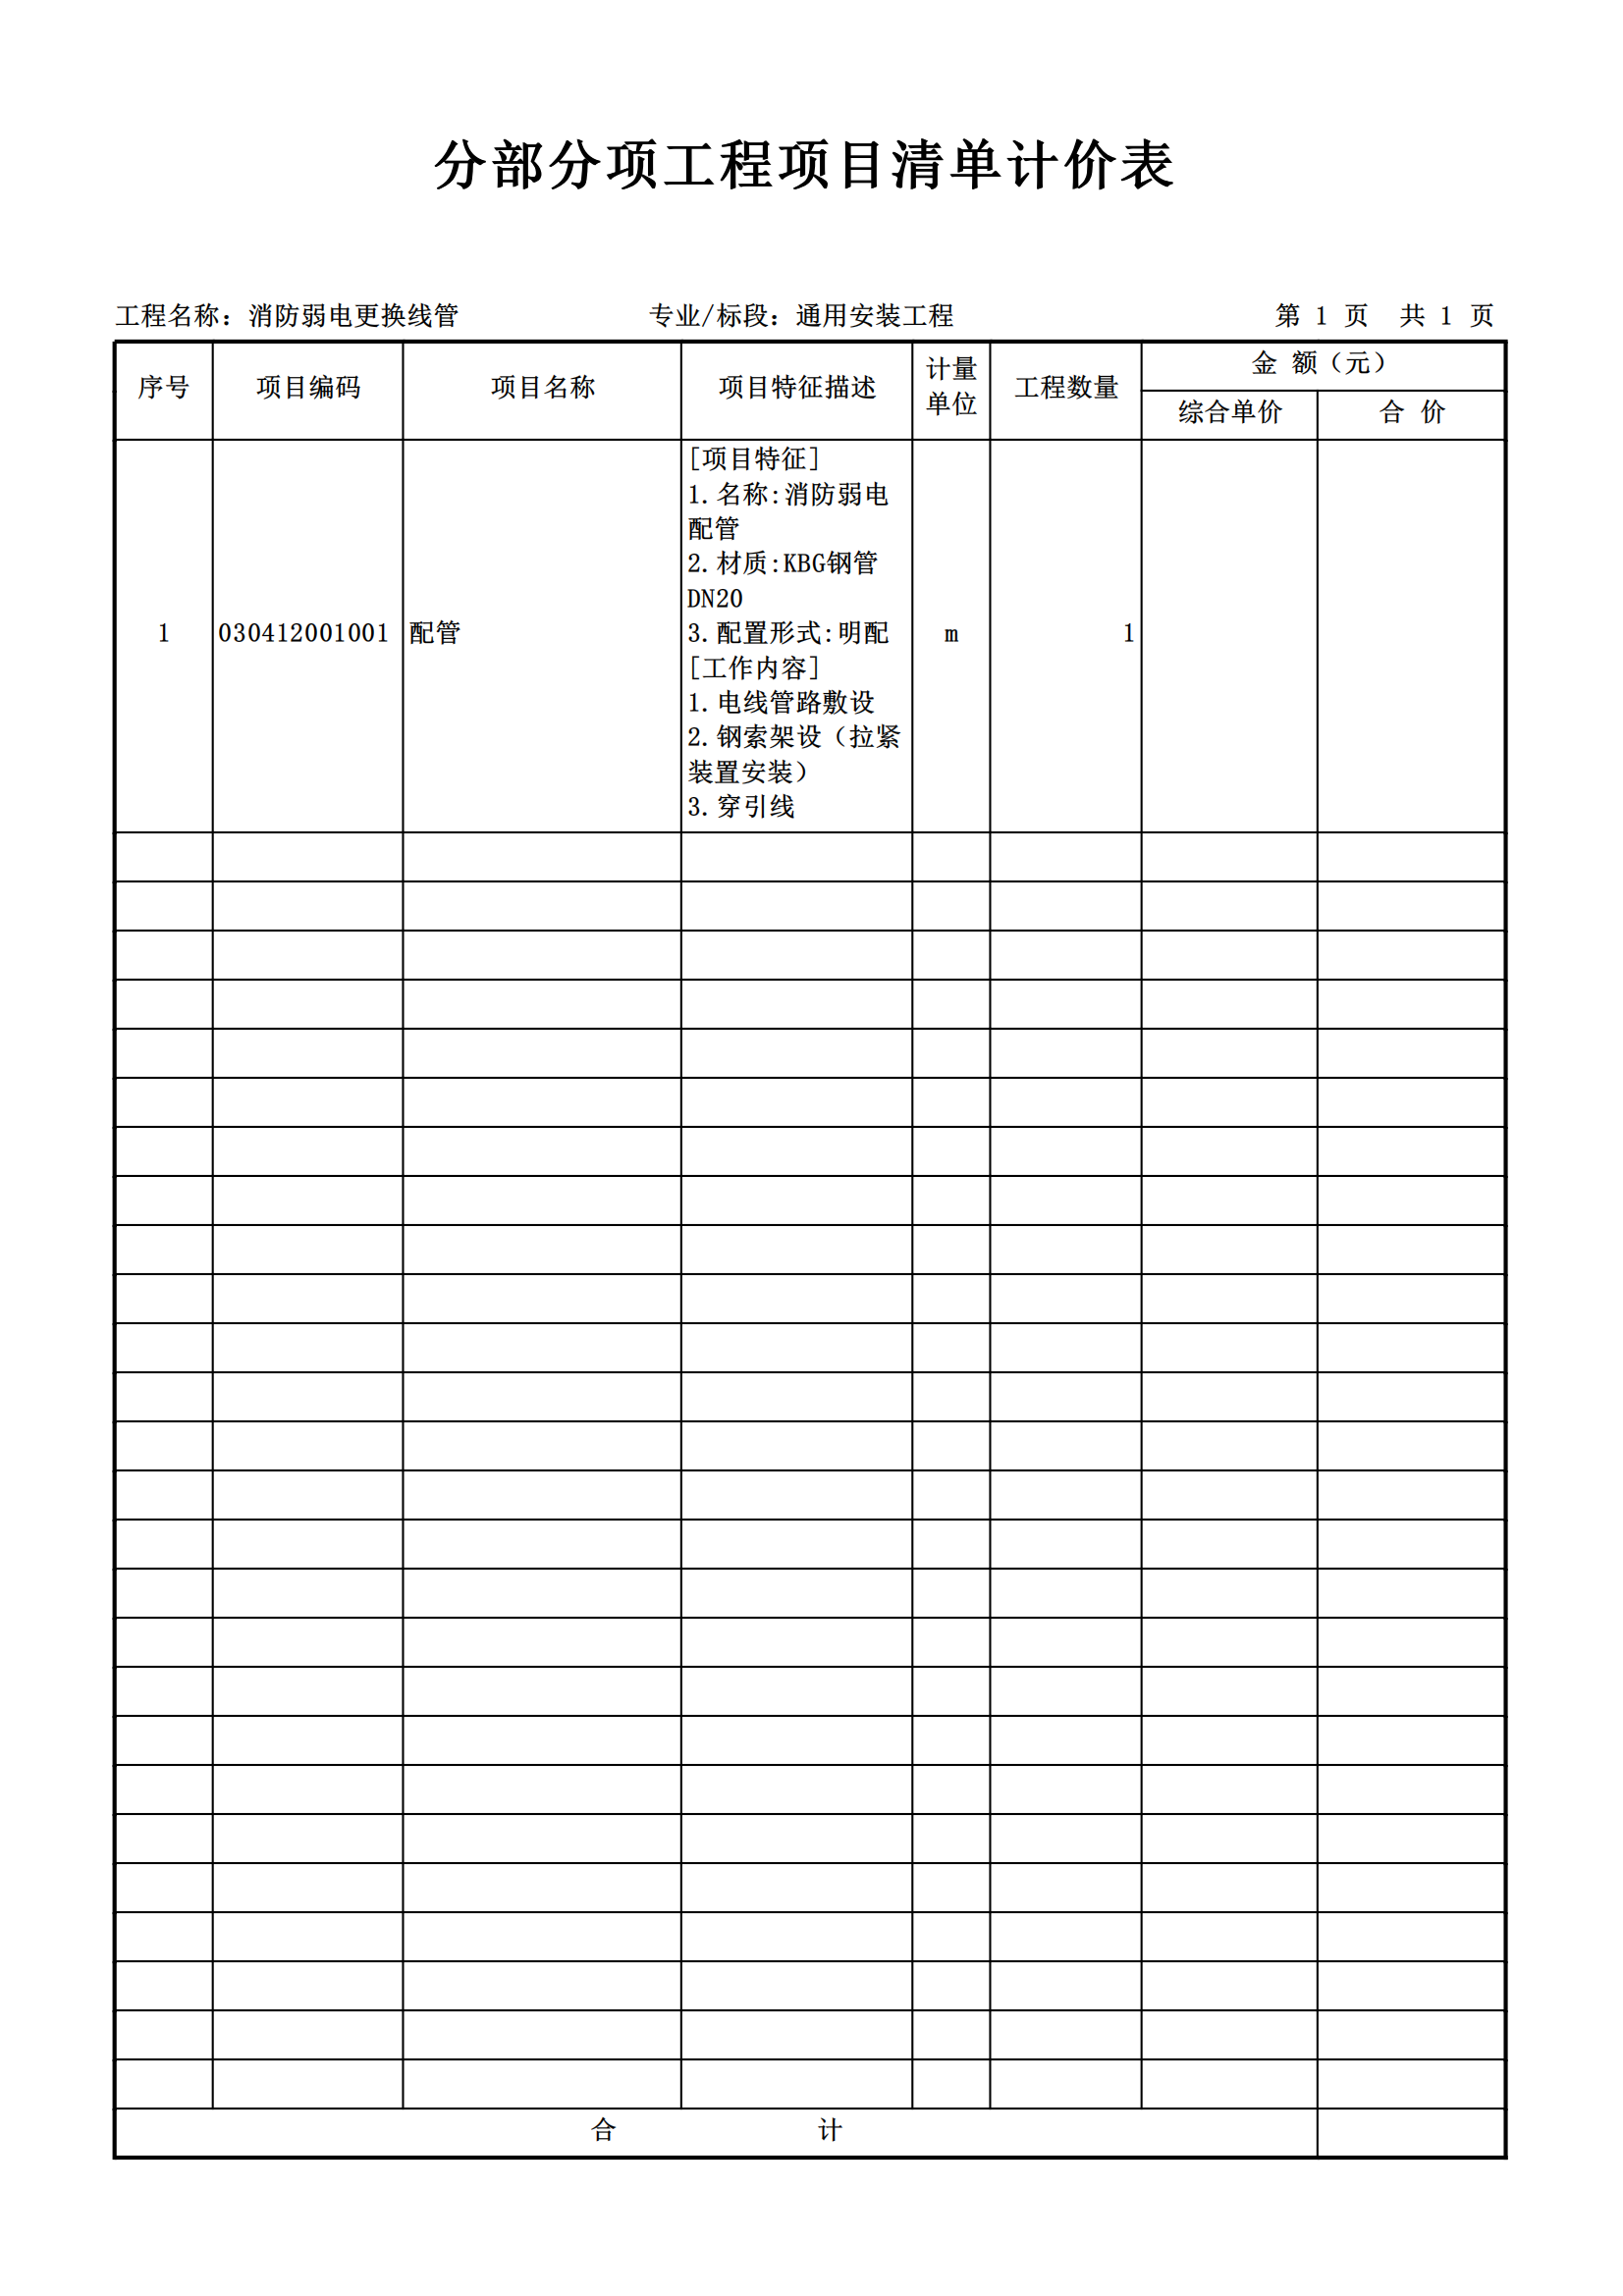 分部分项工程项目清单计价表
工程名称：消防弱电更换线管 专业/标段：通用安装工程 第 1 页 共 1 页
序号 项目编码 项目名称 项目特征描述 计量单位 工程数量 金 额（元）
综合单价 合 价
1 030412001001 配管
[项目特征]
1.名称:消防弱电
配管
2.材质:KBG钢管
DN20
3.配置形式:明配
[工作内容]
1.电线管路敷设
2.钢索架设（拉紧
装置安装）
3.穿引线
m 1
合 计